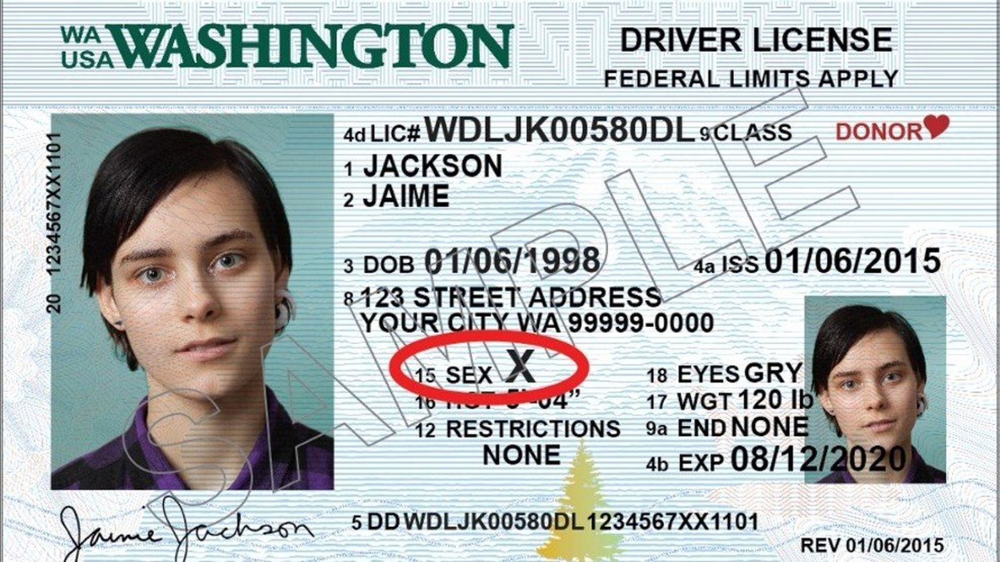 WA
USA
WASHINGTON
DRIVER LICENSE
FEDERAL LIMITS APPLY
20 1234567XX1101
4d LIC# WDLJK00580DL 9 CLASS
DONOR
1 JACKSON
2 JAIME
3 DOB 01/06/1998 4a ISS 01/06/2015
8 123 STREET ADDRESS
YOUR CITY WA 99999-0000
15 SEX X 18 EYES GRY
16 HGT 5'-04" 17 WGT 120 lb
12 RESTRICTIONS 9a END NONE
NONE 4b EXP 08/12/2020
SAMPLE
Jaime Jackson
5 DD WDLJK00580DL1234567XX1101
REV 01/06/2015